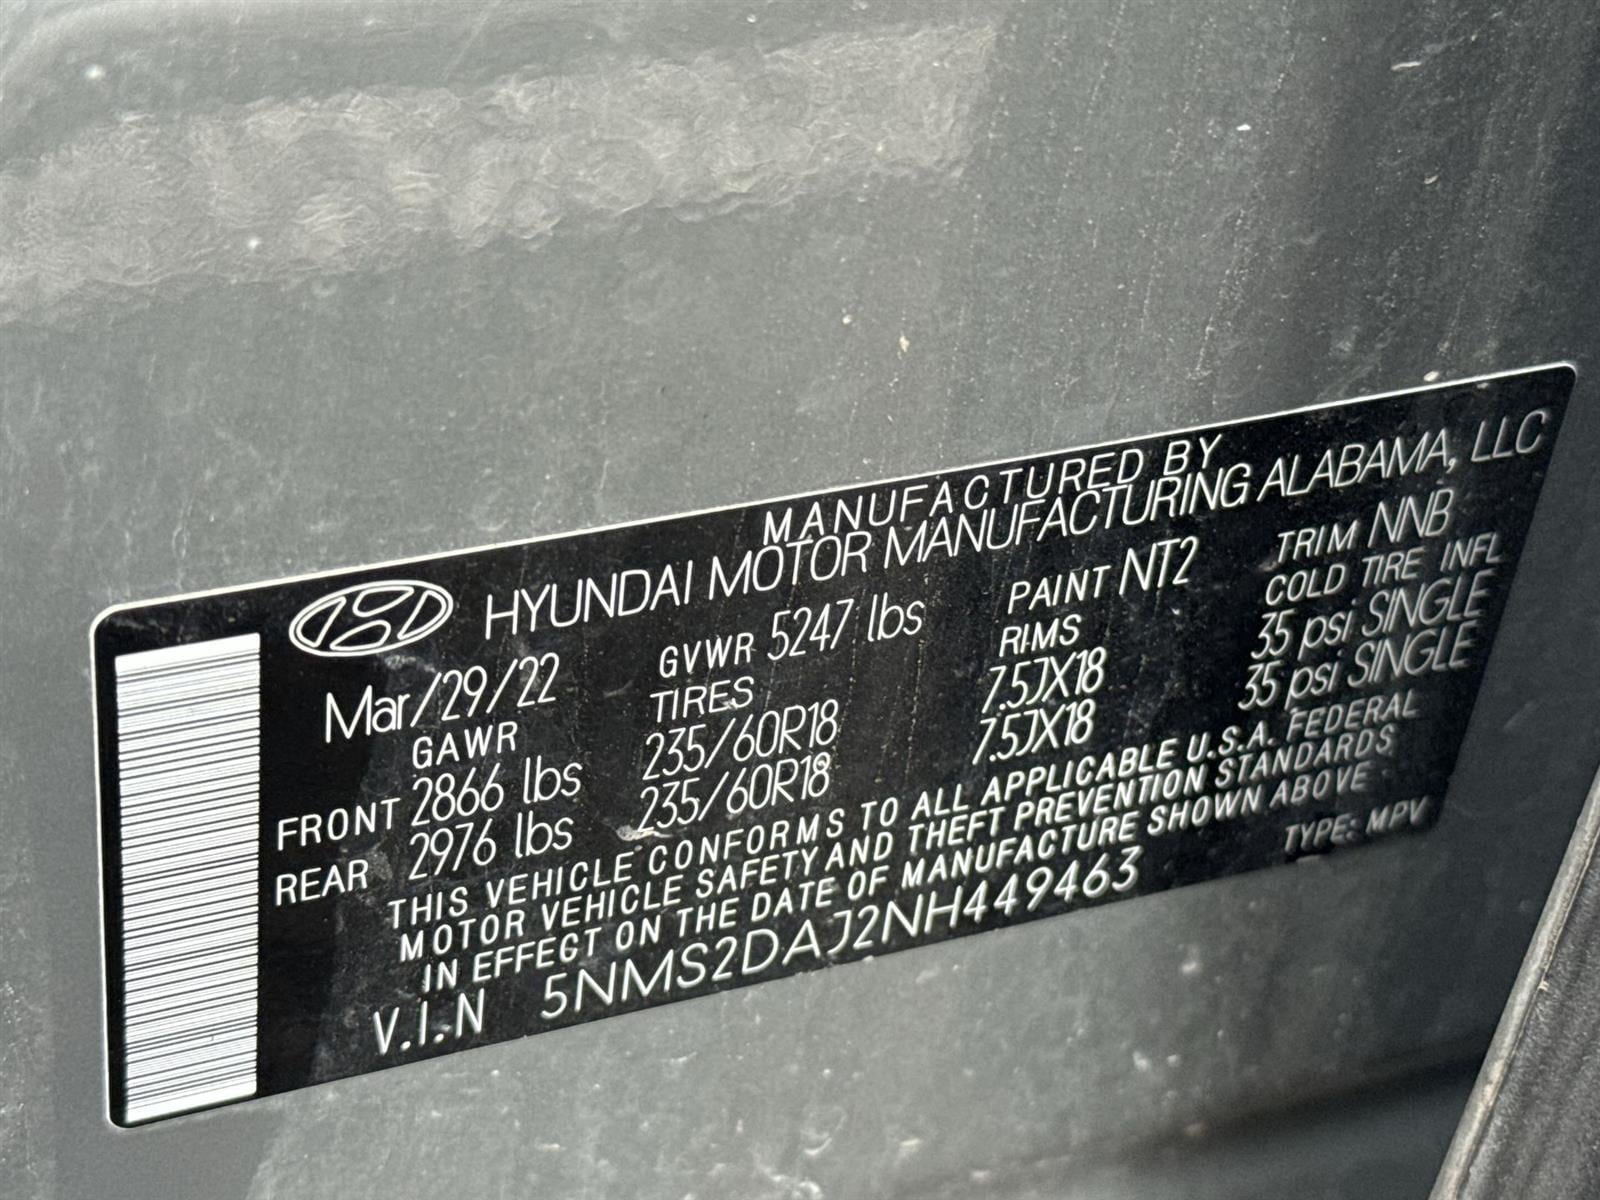 MANUFACTURED BY
HYUNDAI MOTOR MANUFACTURING ALABAMA, LLC
Mar/29/22 GVWR 5247 lbs PAINT NT2 TRIM NNB
GAWR TIRES RIMS COLD TIRE INFL
FRONT 2866 lbs 235/60R18 7.5JX18 35 psi SINGLE
REAR 2976 lbs 235/60R18 7.5JX18 35 psi SINGLE
THIS VEHICLE CONFORMS TO ALL APPLICABLE U.S.A. FEDERAL
MOTOR VEHICLE SAFETY AND THEFT PREVENTION STANDARDS
IN EFFECT ON THE DATE OF MANUFACTURE SHOWN ABOVE
V.I.N 5NMS2DAJ2NH449463 TYPE: MPV